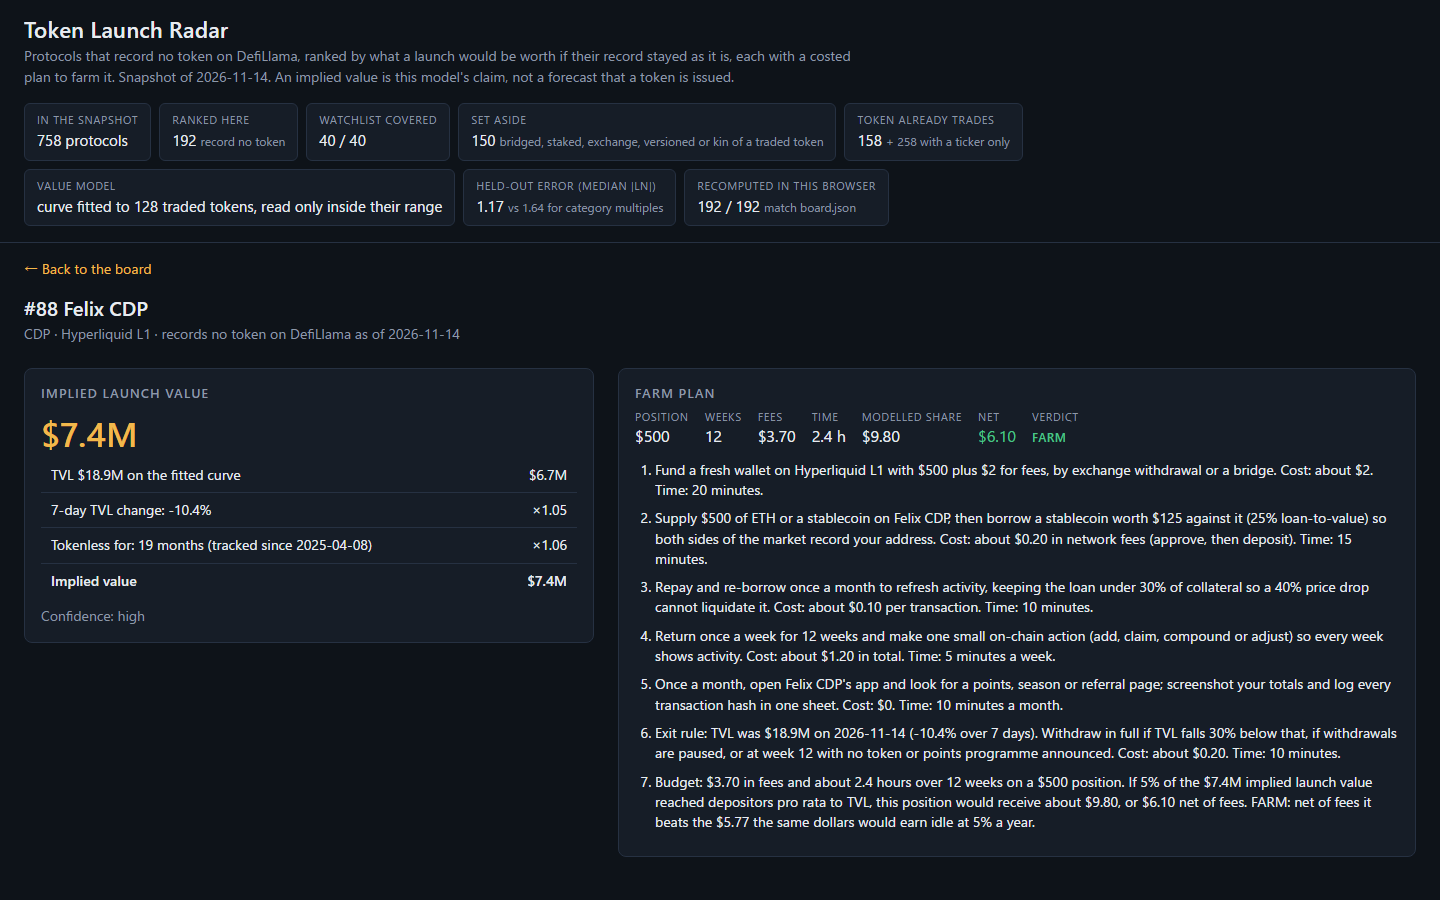 Token Launch Radar
Protocols that record no token on DefiLlama, ranked by what a launch would be worth if their record stayed as it is, each with a costed
plan to farm it. Snapshot of 2026-11-14. An implied value is this model's claim, not a forecast that a token is issued.
IN THE SNAPSHOT
758 protocols
RANKED HERE
192 record no token
WATCHLIST COVERED
40 / 40
SET ASIDE
150 bridged, staked, exchange, versioned or kin of a traded token
TOKEN ALREADY TRADES
158 + 258 with a ticker only
VALUE MODEL
curve fitted to 128 traded tokens, read only inside their range
HELD-OUT ERROR (MEDIAN |LN|)
1.17 vs 1.64 for category multiples
RECOMPUTED IN THIS BROWSER
192 / 192 match board.json
← Back to the board
#88 Felix CDP
CDP · Hyperliquid L1 · records no token on DefiLlama as of 2026-11-14
IMPLIED LAUNCH VALUE
$7.4M
TVL $18.9M on the fitted curve $6.7M
7-day TVL change: -10.4% ×1.05
Tokenless for: 19 months (tracked since 2025-04-08) ×1.06
Implied value $7.4M
Confidence: high
FARM PLAN
POSITION WEEKS FEES TIME MODELLED SHARE NET VERDICT
$500 12 $3.70 2.4 h $9.80 $6.10 FARM
1. Fund a fresh wallet on Hyperliquid L1 with $500 plus $2 for fees, by exchange withdrawal or a bridge. Cost: about $2.
Time: 20 minutes.
2. Supply $500 of ETH or a stablecoin on Felix CDP, then borrow a stablecoin worth $125 against it (25% loan-to-value) so
both sides of the market record your address. Cost: about $0.20 in network fees (approve, then deposit). Time: 15
minutes.
3. Repay and re-borrow once a month to refresh activity, keeping the loan under 30% of collateral so a 40% price drop
cannot liquidate it. Cost: about $0.10 per transaction. Time: 10 minutes.
4. Return once a week for 12 weeks and make one small on-chain action (add, claim, compound or adjust) so every week
shows activity. Cost: about $1.20 in total. Time: 5 minutes a week.
5. Once a month, open Felix CDP's app and look for a points, season or referral page; screenshot your totals and log every
transaction hash in one sheet. Cost: $0. Time: 10 minutes a month.
6. Exit rule: TVL was $18.9M on 2026-11-14 (-10.4% over 7 days). Withdraw in full if TVL falls 30% below that, if withdrawals
are paused, or at week 12 with no token or points programme announced. Cost: about $0.20. Time: 10 minutes.
7. Budget: $3.70 in fees and about 2.4 hours over 12 weeks on a $500 position. If 5% of the $7.4M implied launch value
reached depositors pro rata to TVL, this position would receive about $9.80, or $6.10 net of fees. FARM: net of fees it
beats the $5.77 the same dollars would earn idle at 5% a year.